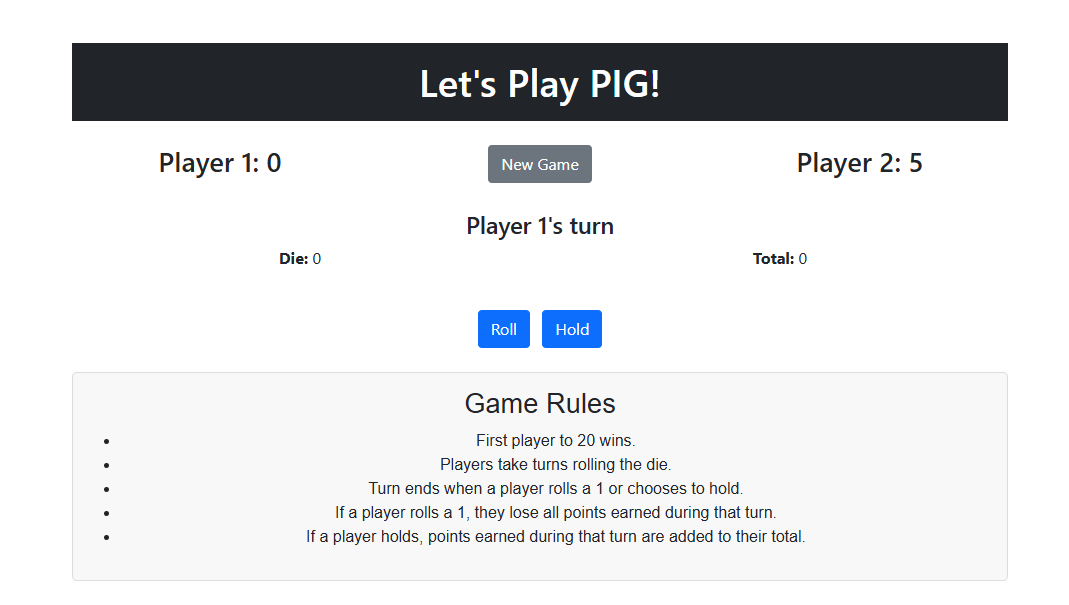 Let's Play PIG!
Player 1: 0
New Game
Player 2: 5
Player 1's turn
Die: 0
Total: 0
Roll
Hold
Game Rules
First player to 20 wins.
Players take turns rolling the die.
Turn ends when a player rolls a 1 or chooses to hold.
If a player rolls a 1, they lose all points earned during that turn.
If a player holds, points earned during that turn are added to their total.